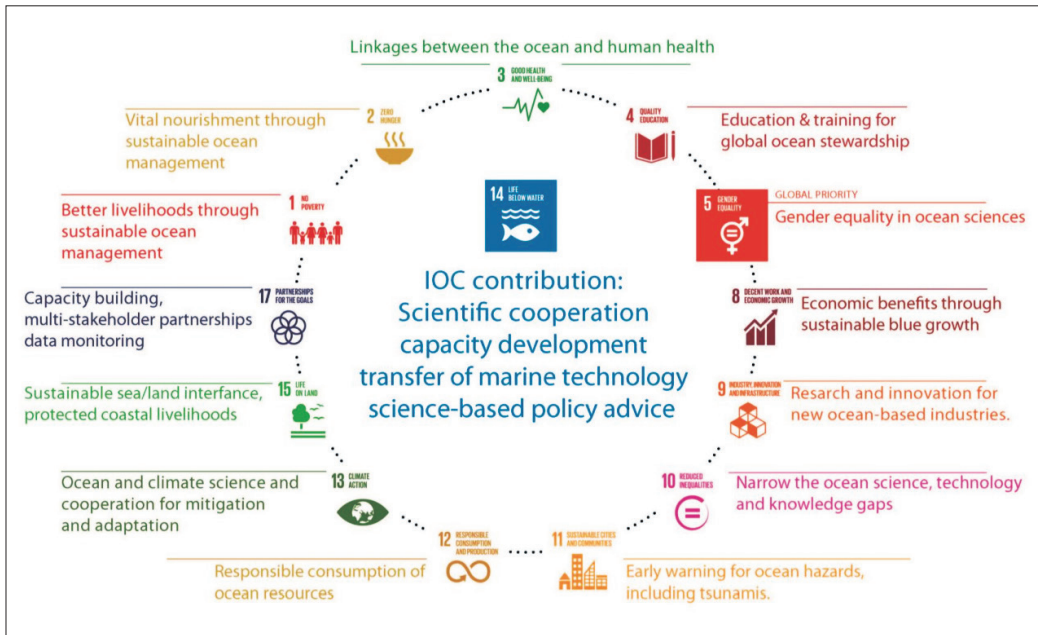 Linkages between the ocean and human health
3 GOOD HEALTH
AND WELL-BEING
2 ZERO
HUNGER
Vital nourishment through
sustainable ocean
management
4 QUALITY
EDUCATION
Education & training for
global ocean stewardship
1 NO
POVERTY
Better livelihoods through
sustainable ocean
management
14 LIFE
BELOW WATER
5 GENDER
EQUALITY
GLOBAL PRIORITY
Gender equality in ocean sciences
IOC contribution:
Scientific cooperation
capacity development
transfer of marine technology
science-based policy advice
17 PARTNERSHIPS
FOR THE GOALS
Capacity building,
multi-stakeholder partnerships
data monitoring
8 DECENT WORK AND
ECONOMIC GROWTH
Economic benefits through
sustainable blue growth
15 LIFE
ON LAND
Sustainable sea/land interfance,
protected coastal livelihoods
9 INDUSTRY, INNOVATION
AND INFRASTRUCTURE
Resarch and innovation for
new ocean-based industries.
13 CLIMATE
ACTION
Ocean and climate science and
cooperation for mitigation
and adaptation
10 REDUCED
INEQUALITIES
Narrow the ocean science, technology
and knowledge gaps
12 RESPONSIBLE
CONSUMPTION
AND PRODUCTION
Responsible consumption of
ocean resources
11 SUSTAINABLE CITIES
AND COMMUNITIES
Early warning for ocean hazards,
including tsunamis.